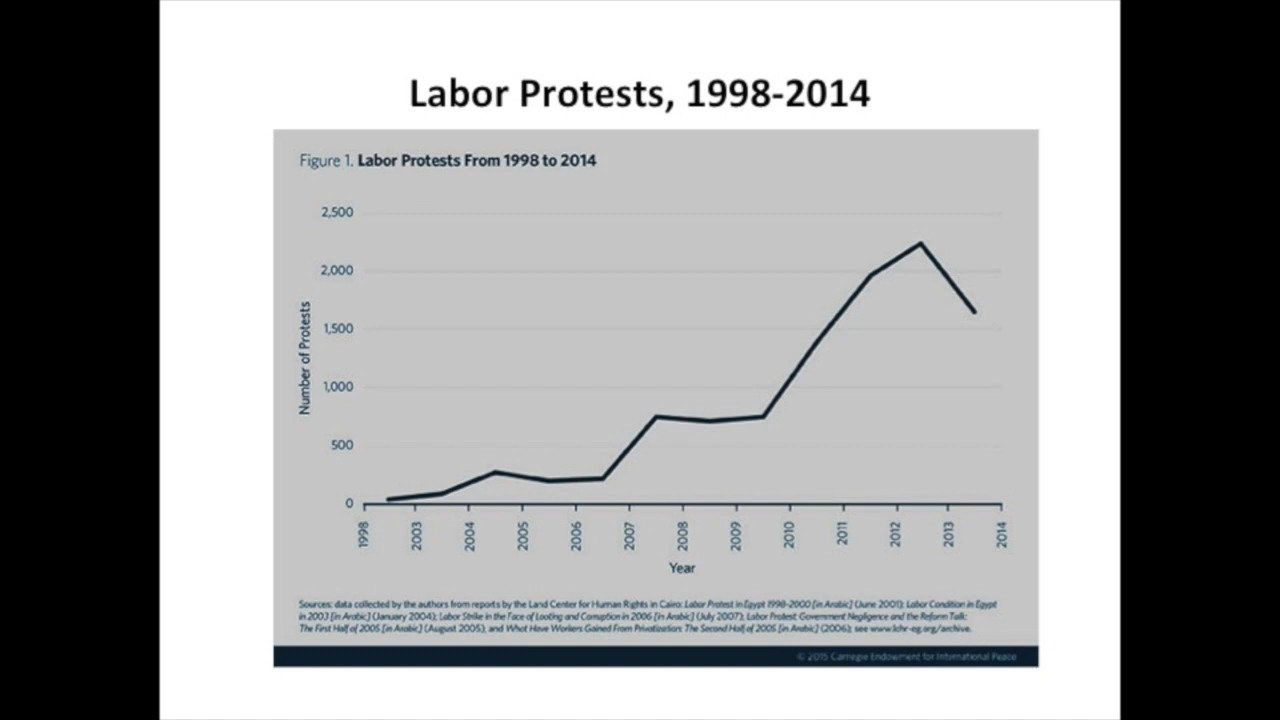 Labor Protests, 1998-2014
Figure 1. Labor Protests From 1998 to 2014
2,500
2,000
1,500
1,000
500
0
Number of Protests
1998
2003
2004
2005
2006
2007
2008
2009
2010
2011
2012
2013
2014
Year
Sources: data collected by the authors from reports by the Land Center for Human Rights in Cairo: Labor Protest in Egypt 1998-2000 [in Arabic] (June 2001); Labor Condition in Egypt
in 2003 [in Arabic] (January 2004); Labor Strike in the Face of Looting and Corruption in 2006 [in Arabic] (July 2007); Labor Protest: Government Negligence and the Reform Talk:
The First Half of 2005 [in Arabic] (August 2005), and What Have Workers Gained From Privatization: The Second Half of 2005 [in Arabic] (2006); see www.lchr-eg.org/archive.
© 2015 Carnegie Endowment for International Peace